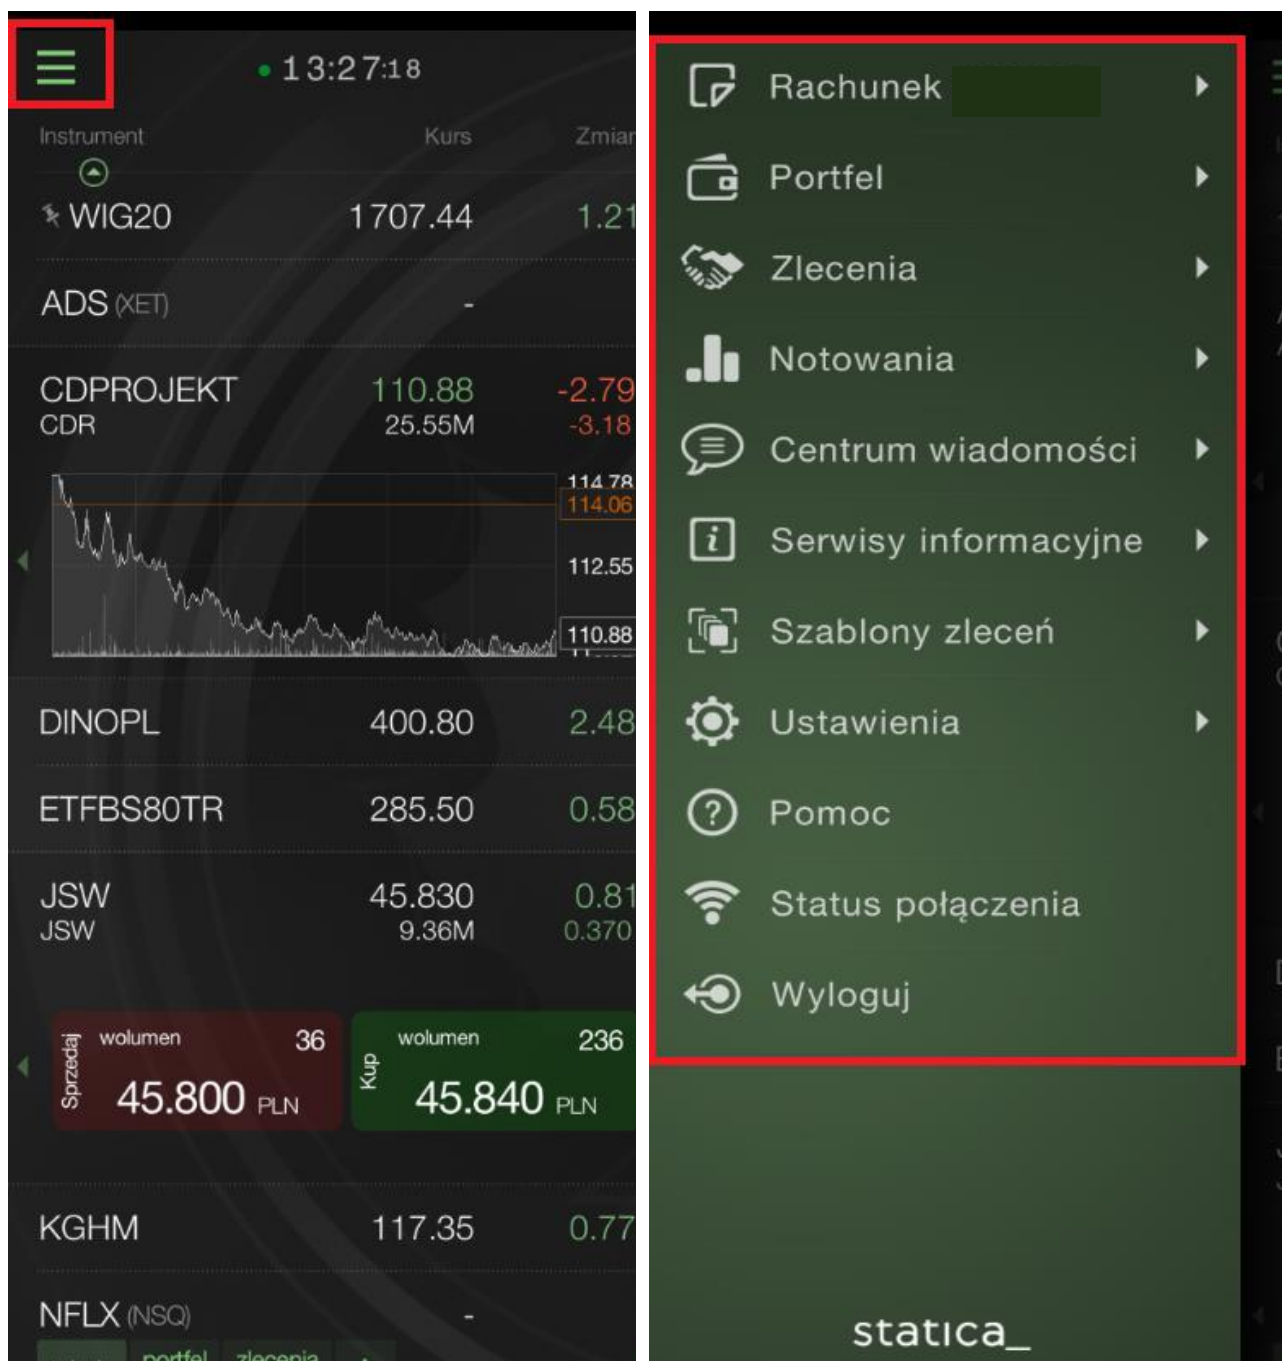 13:27:18
Instrument Kurs Zmian
WIG20 1707.44 1.21
ADS (XET) -
CDPROJEKT 110.88 -2.79
CDR 25.55M -3.18
114.78
114.06
112.55
110.88
DINOPL 400.80 2.48
ETFBS80TR 285.50 0.58
JSW 45.830 0.81
JSW 9.36M 0.370
Sprzedaj wolumen 36
45.800 PLN
Kup wolumen 236
45.840 PLN
KGHM 117.35 0.77
NFLX (NSQ) -
portfel zlecenia
Rachunek
Portfel
Zlecenia
Notowania
Centrum wiadomości
Serwisy informacyjne
Szablony zleceń
Ustawienia
Pomoc
Status połączenia
Wyloguj
statica_